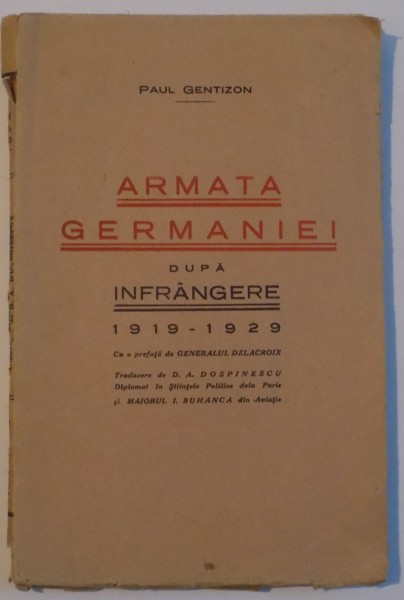 PAUL GENTIZON
ARMATA
GERMANIEI
DUPĂ
INFRÂNGERE
1919-1929
Cu o prefață de GENERALUL DELACROIX
Traducere de D. A. DOSPINESCU
Diplomat în Științele Politice dela Paris
și MAIORUL I. BUHANCA din Aviație